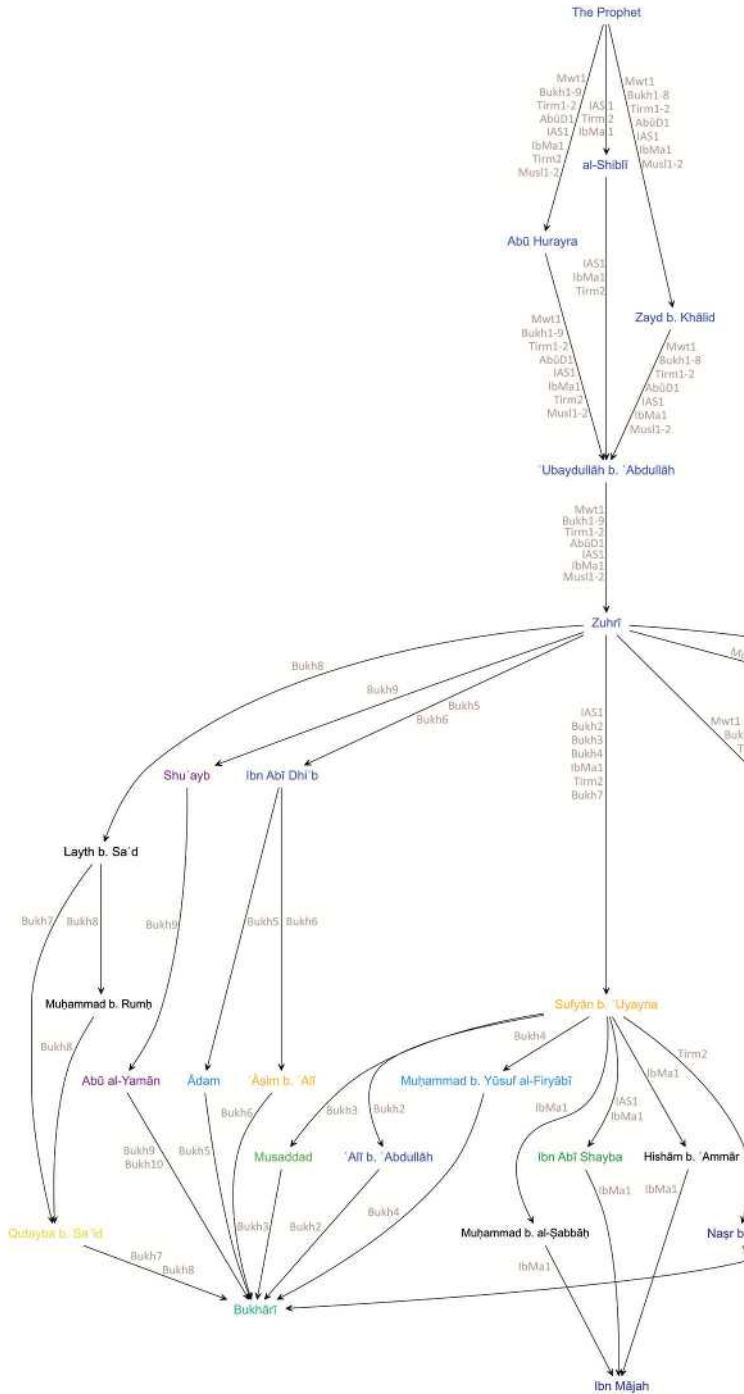 The Prophet
Mwt1
Bukh1-9
Tirm1-2
AbūD1
IAS1
IbMa1
Tirm2
Musl1-2
IAS1
Tirm2
IbMa1
Mwt1
Bukh1-8
Tirm1-2
AbūD1
IAS1
IbMa1
Musl1-2
al-Shiblī
Abū Hurayra
IAS1
IbMa1
Tirm2
Zayd b. Khālid
Mwt1
Bukh1-9
Tirm1-2
AbūD1
IAS1
IbMa1
Tirm2
Musl1-2
Mwt1
Bukh1-8
Tirm1-2
AbūD1
IAS1
IbMa1
Musl1-2
ʿUbaydullāh b. ʿAbdullāh
Mwt1
Bukh1-9
Tirm1-2
AbūD1
IAS1
IbMa1
Musl1-2
Zuhrī
Bukh8
Bukh9
Bukh5
Bukh6
IAS1
Bukh2
Bukh3
Bukh4
IbMa1
Tirm2
Bukh7
Mwt1
Shuʿayb
Ibn Abī Dhiʾb
Layth b. Saʿd
Bukh7
Bukh8
Bukh9
Bukh5
Bukh6
Muḥammad b. Rumḥ
Sufyān b. ʿUyayna
Bukh8
Bukh4
Tirm2
IbMa1
Abū al-Yamān
Ādam
ʿĀṣim b. ʿAlī
Muḥammad b. Yūsuf al-Firyābī
Bukh6
Bukh3
Bukh2
IbMa1
IAS1
IbMa1
Bukh9
Bukh10
Bukh5
Musaddad
ʿAlī b. ʿAbdullāh
Ibn Abī Shayba
Hishām b. ʿAmmār
IbMa1
IbMa1
Bukh3
Bukh2
Bukh4
Qutayba b. Saʿīd
Muḥammad b. al-Ṣabbāḥ
Naṣr b
Bukh7
Bukh8
IbMa1
Bukhārī
Ibn Mājah